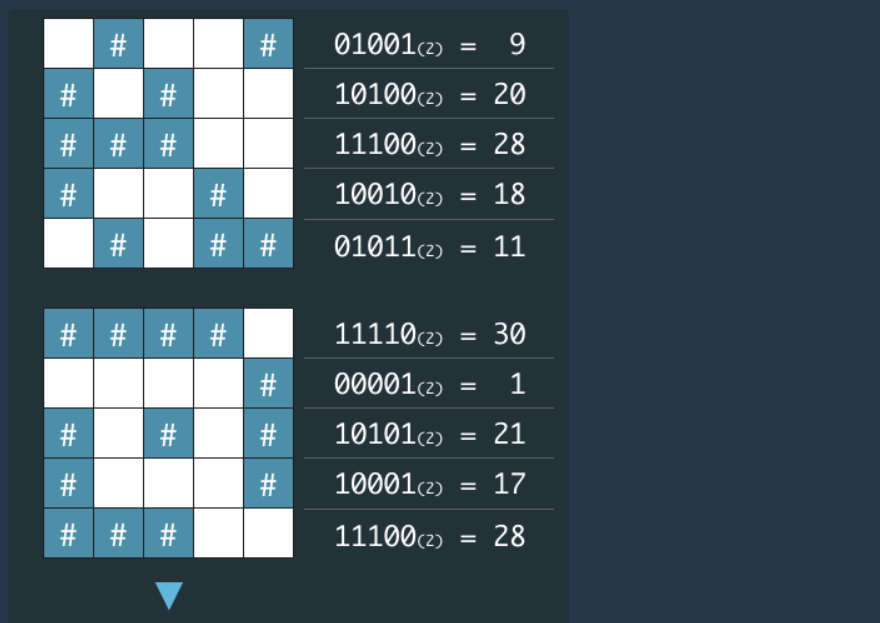 # # 01001(2) = 9
# # 10100(2) = 20
# # # 11100(2) = 28
# # 10010(2) = 18
# # # 01011(2) = 11
# # # # 11110(2) = 30
# 00001(2) = 1
# # # 10101(2) = 21
# # 10001(2) = 17
# # # 11100(2) = 28